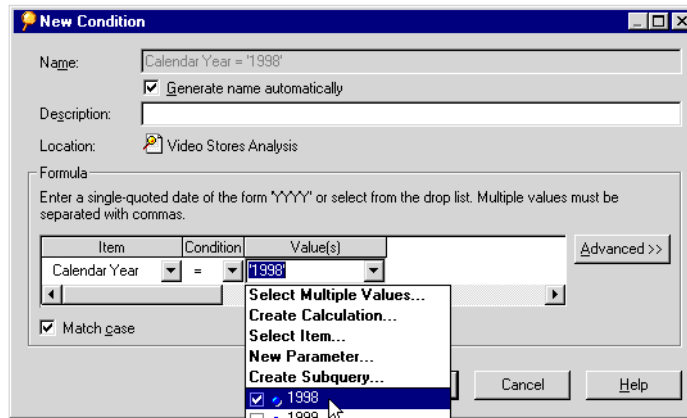 New Condition
Name:
Calendar Year = '1998'
Generate name automatically
Description:
Location:
Video Stores Analysis
Formula
Enter a single-quoted date of the form 'YYYY' or select from the drop list. Multiple values must be
separated with commas.
Item Condition Value(s)
Advanced >>
Calendar Year = '1998'
Match case
Select Multiple Values...
Create Calculation...
Select Item...
New Parameter...
Create Subquery...
1998
1999
Cancel
Help